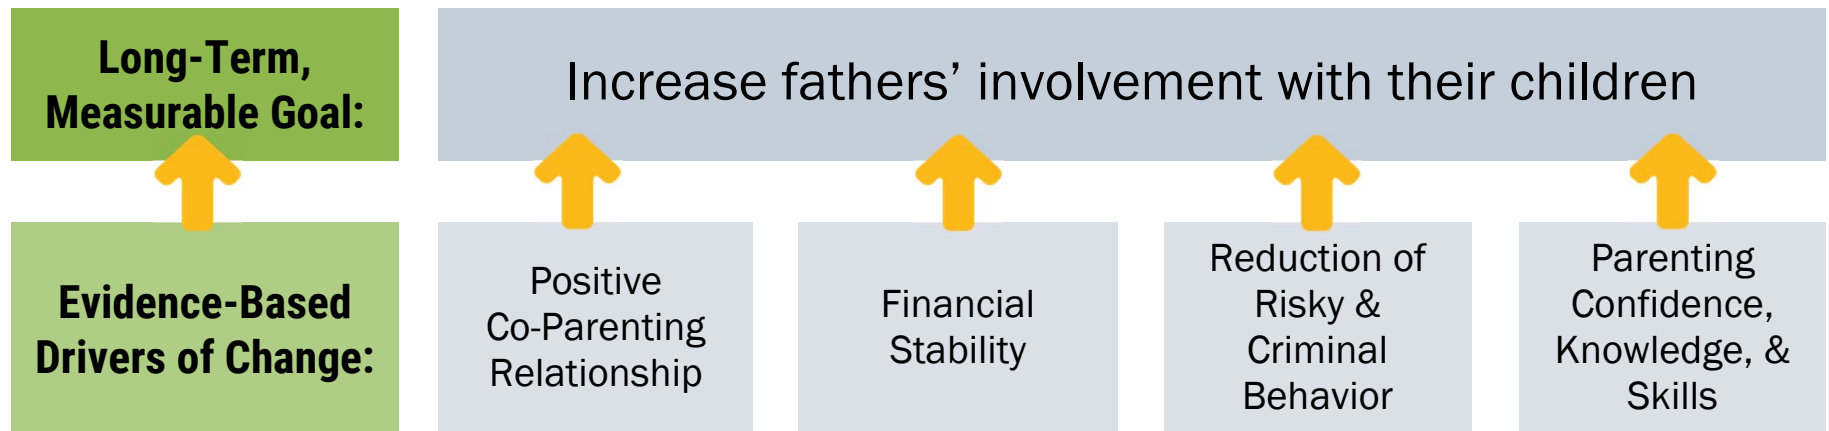 Long-Term,
Measurable Goal:
Increase fathers’ involvement with their children
Evidence-Based
Drivers of Change:
Positive
Co-Parenting
Relationship
Financial
Stability
Reduction of
Risky &
Criminal
Behavior
Parenting
Confidence,
Knowledge, &
Skills